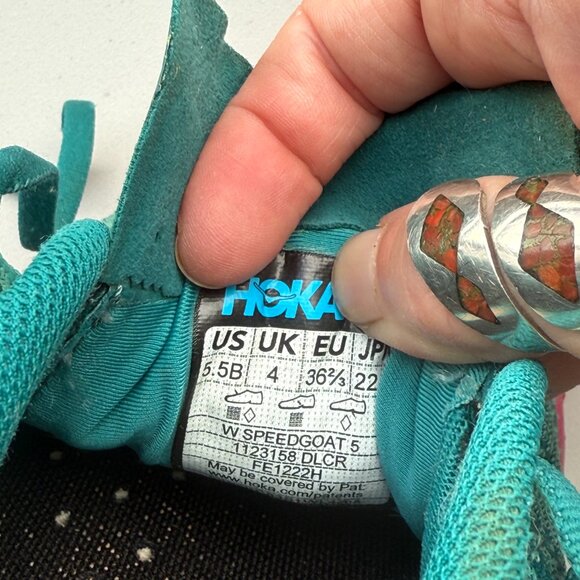 HOKA
US UK EU JPN
5.5B 4 36⅔ 22
W SPEEDGOAT 5
1123158 DLCR
FE1222H
May be covered by Pat.
www.hoka.com/patents